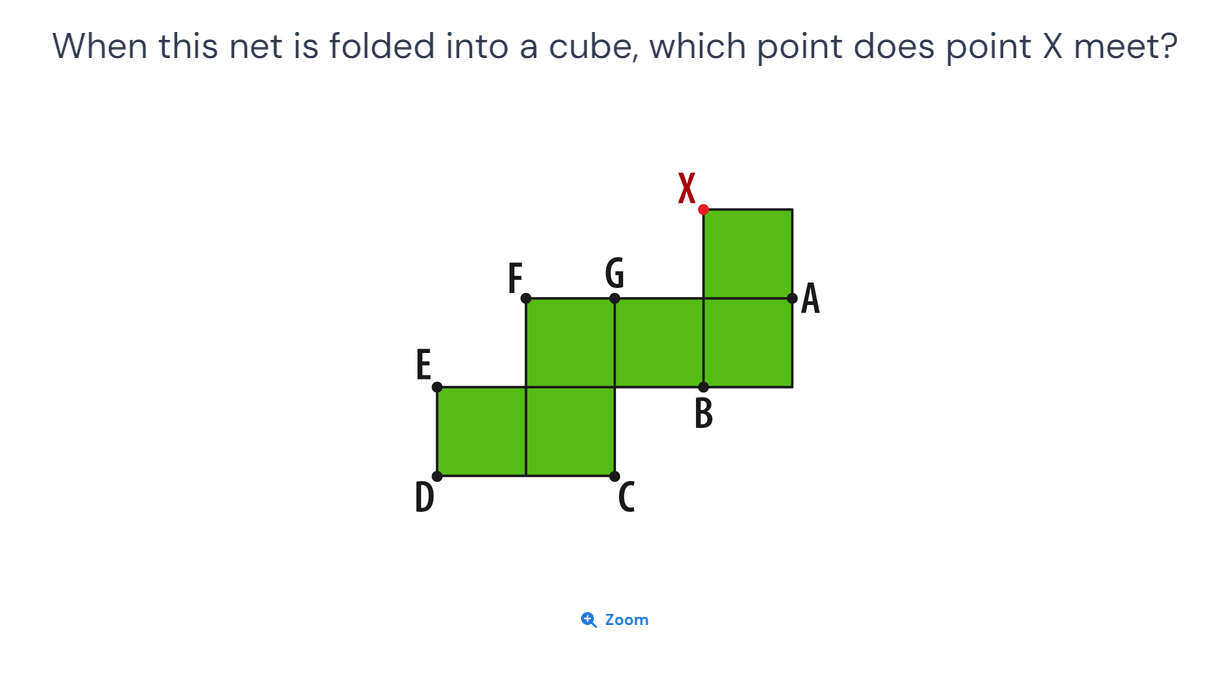 When this net is folded into a cube, which point does point X meet?
X
F
G
A
E
B
D
C
Zoom